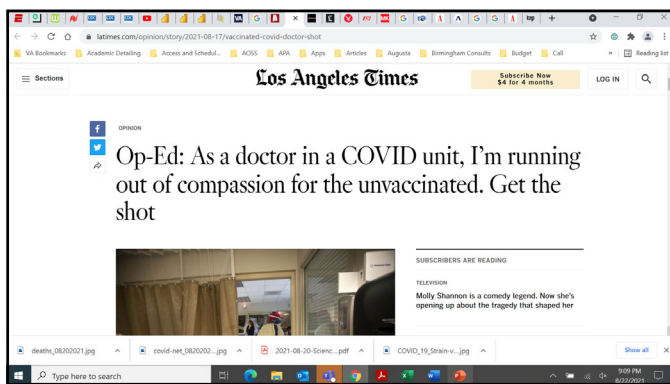 latimes.com/opinion/story/2021-08-17/vaccinated-covid-doctor-shot
VA Bookmarks Academic Detailing Access and Schedul... AOSS APA Apps Articles Augusta Birmingham Consults Budget Call » Reading list
Sections
Los Angeles Times
Subscribe Now
$4 for 4 months
LOG IN
OPINION
Op-Ed: As a doctor in a COVID unit, I'm running
out of compassion for the unvaccinated. Get the
shot
SUBSCRIBERS ARE READING
TELEVISION
Molly Shannon is a comedy legend. Now she's
opening up about the tragedy that shaped her
deaths_08202021.jpg covid-net_0820202....jpg 2021-08-20-Scienc....pdf COVID_19_Strain-v....jpg Show all
Type here to search
9:09 PM
8/22/2021